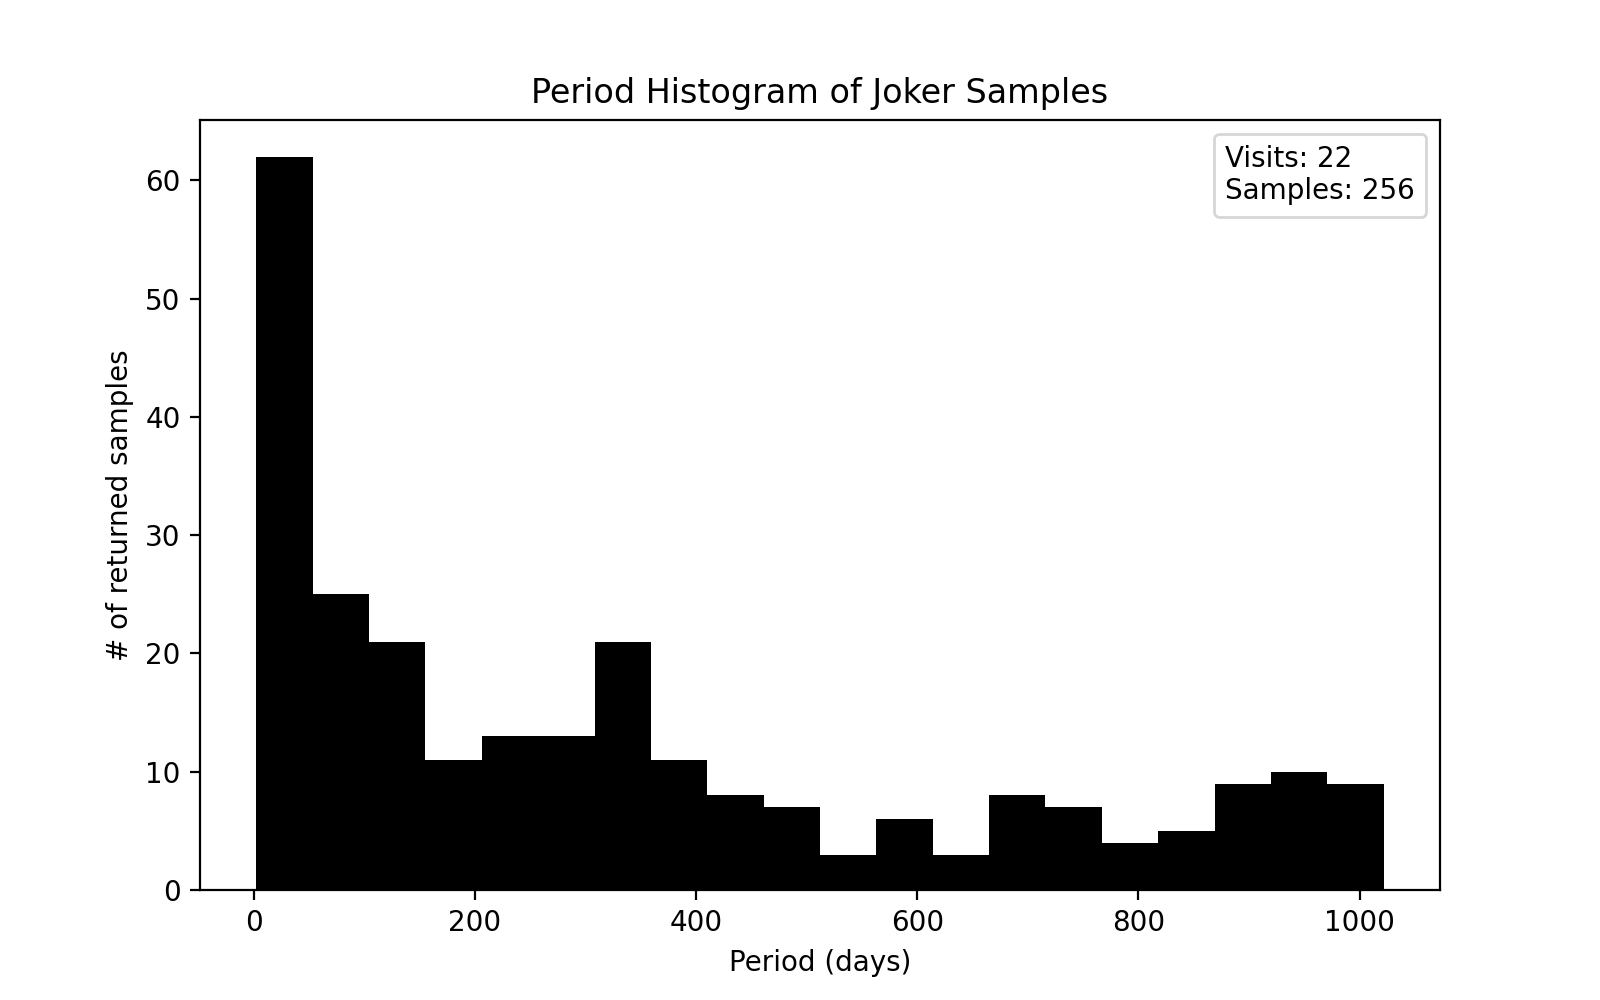 Period Histogram of Joker Samples
Visits: 22
Samples: 256
# of returned samples
60
50
40
30
20
10
0
0 200 400 600 800 1000
Period (days)